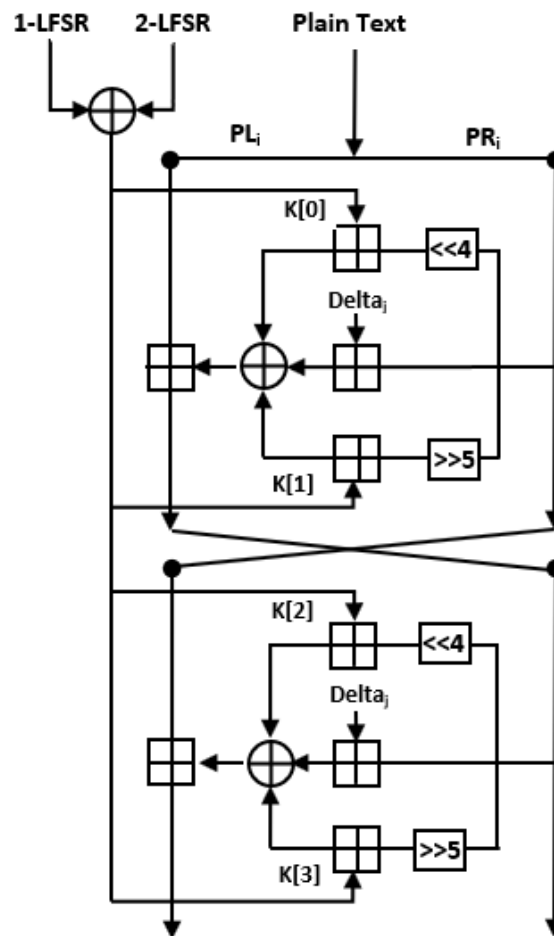 1-LFSR 2-LFSR Plain Text
PLi PRi
K[0]
<<4
Deltaj
>>5
K[1]
K[2]
<<4
Deltaj
>>5
K[3]